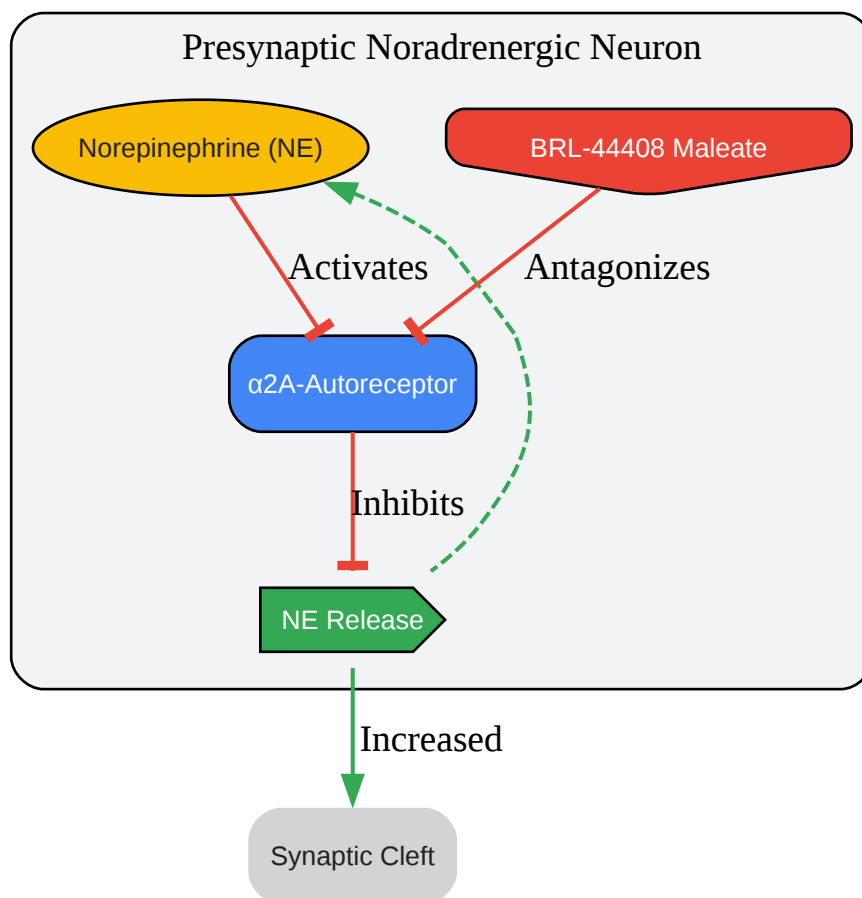 Presynaptic Noradrenergic Neuron
Norepinephrine (NE)
BRL-44408 Maleate
Activates
Antagonizes
α2A-Autoreceptor
Inhibits
NE Release
Increased
Synaptic Cleft